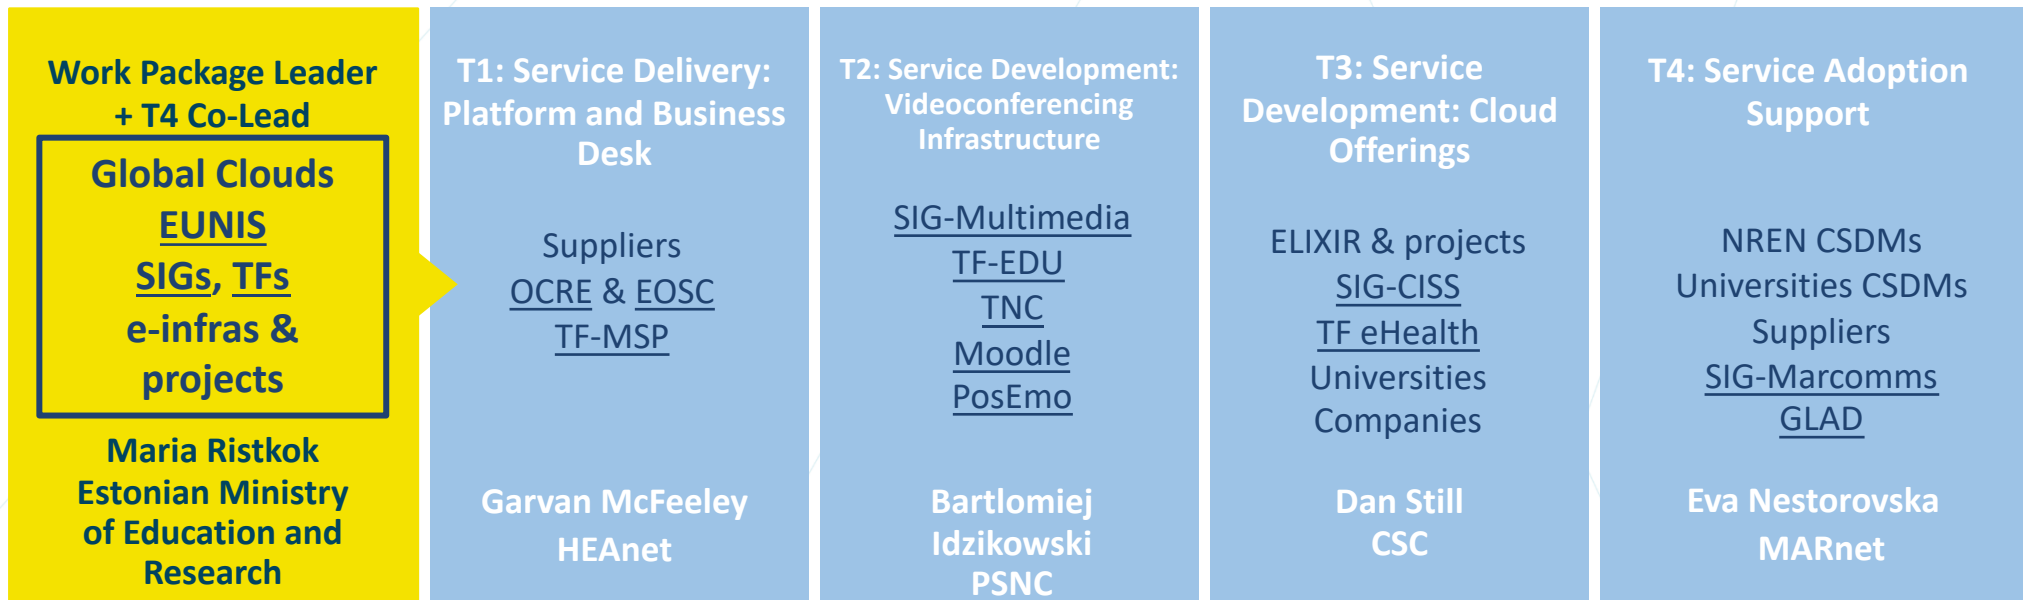 Work Package Leader
+ T4 Co-Lead
Global Clouds
EUNIS
SIGs, TFs
e-infras &
projects
Maria Ristkok
Estonian Ministry
of Education and
Research
T1: Service Delivery:
Platform and Business
Desk
Suppliers
OCRE & EOSC
TF-MSP
Garvan McFeeley
HEAnet
T2: Service Development:
Videoconferencing
Infrastructure
SIG-Multimedia
TF-EDU
TNC
Moodle
PosEmo
Bartlomiej
Idzikowski
PSNC
T3: Service
Development: Cloud
Offerings
ELIXIR & projects
SIG-CISS
TF eHealth
Universities
Companies
Dan Still
CSC
T4: Service Adoption
Support
NREN CSDMs
Universities CSDMs
Suppliers
SIG-Marcomms
GLAD
Eva Nestorovska
MARnet